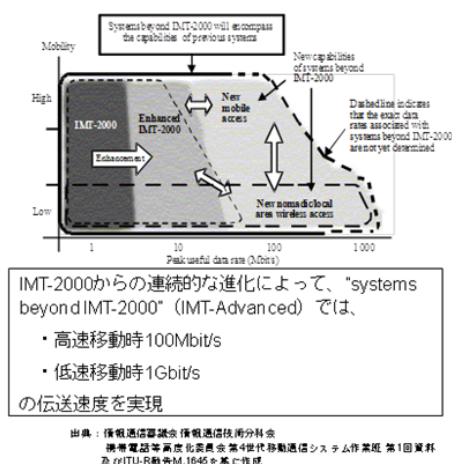 Systems beyond IMT-2000 will encompass
the capabilities of previous systems
Mobility
New capabilities
of systems beyond
IMT-2000
High
New
mobile
access
Dashed line indicates
that the exact data
rates associated with
systems beyond IMT-2000
are not yet determined
IMT-2000
Enhanced
IMT-2000
Enhancement
Low
New nomadic/local
area wireless access
1
10
100
1 000
Peak useful data rate (Mbit/s)
IMT-2000からの連続的な進化によって、"systems
beyond IMT-2000"(IMT-Advanced)では、
・高速移動時100Mbit/s
・低速移動時1Gbit/s
の伝送速度を実現
出典:情報通信審議会 情報通信技術分科会
携帯電話等高度化委員会 第4世代移動通信システム作業班 第1回資料
及びITU-R勧告M.1645を基に作成